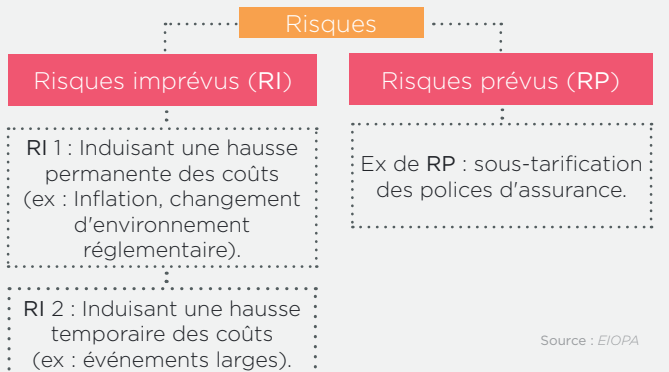 Risques
Risques imprévus (RI)
Risques prévus (RP)
RI 1 : Induisant une hausse
permanente des coûts
(ex : Inflation, changement
d'environnement
réglementaire).
Ex de RP : sous-tarification
des polices d'assurance.
RI 2 : Induisant une hausse
temporaire des coûts
(ex : événements larges).
Source : EIOPA